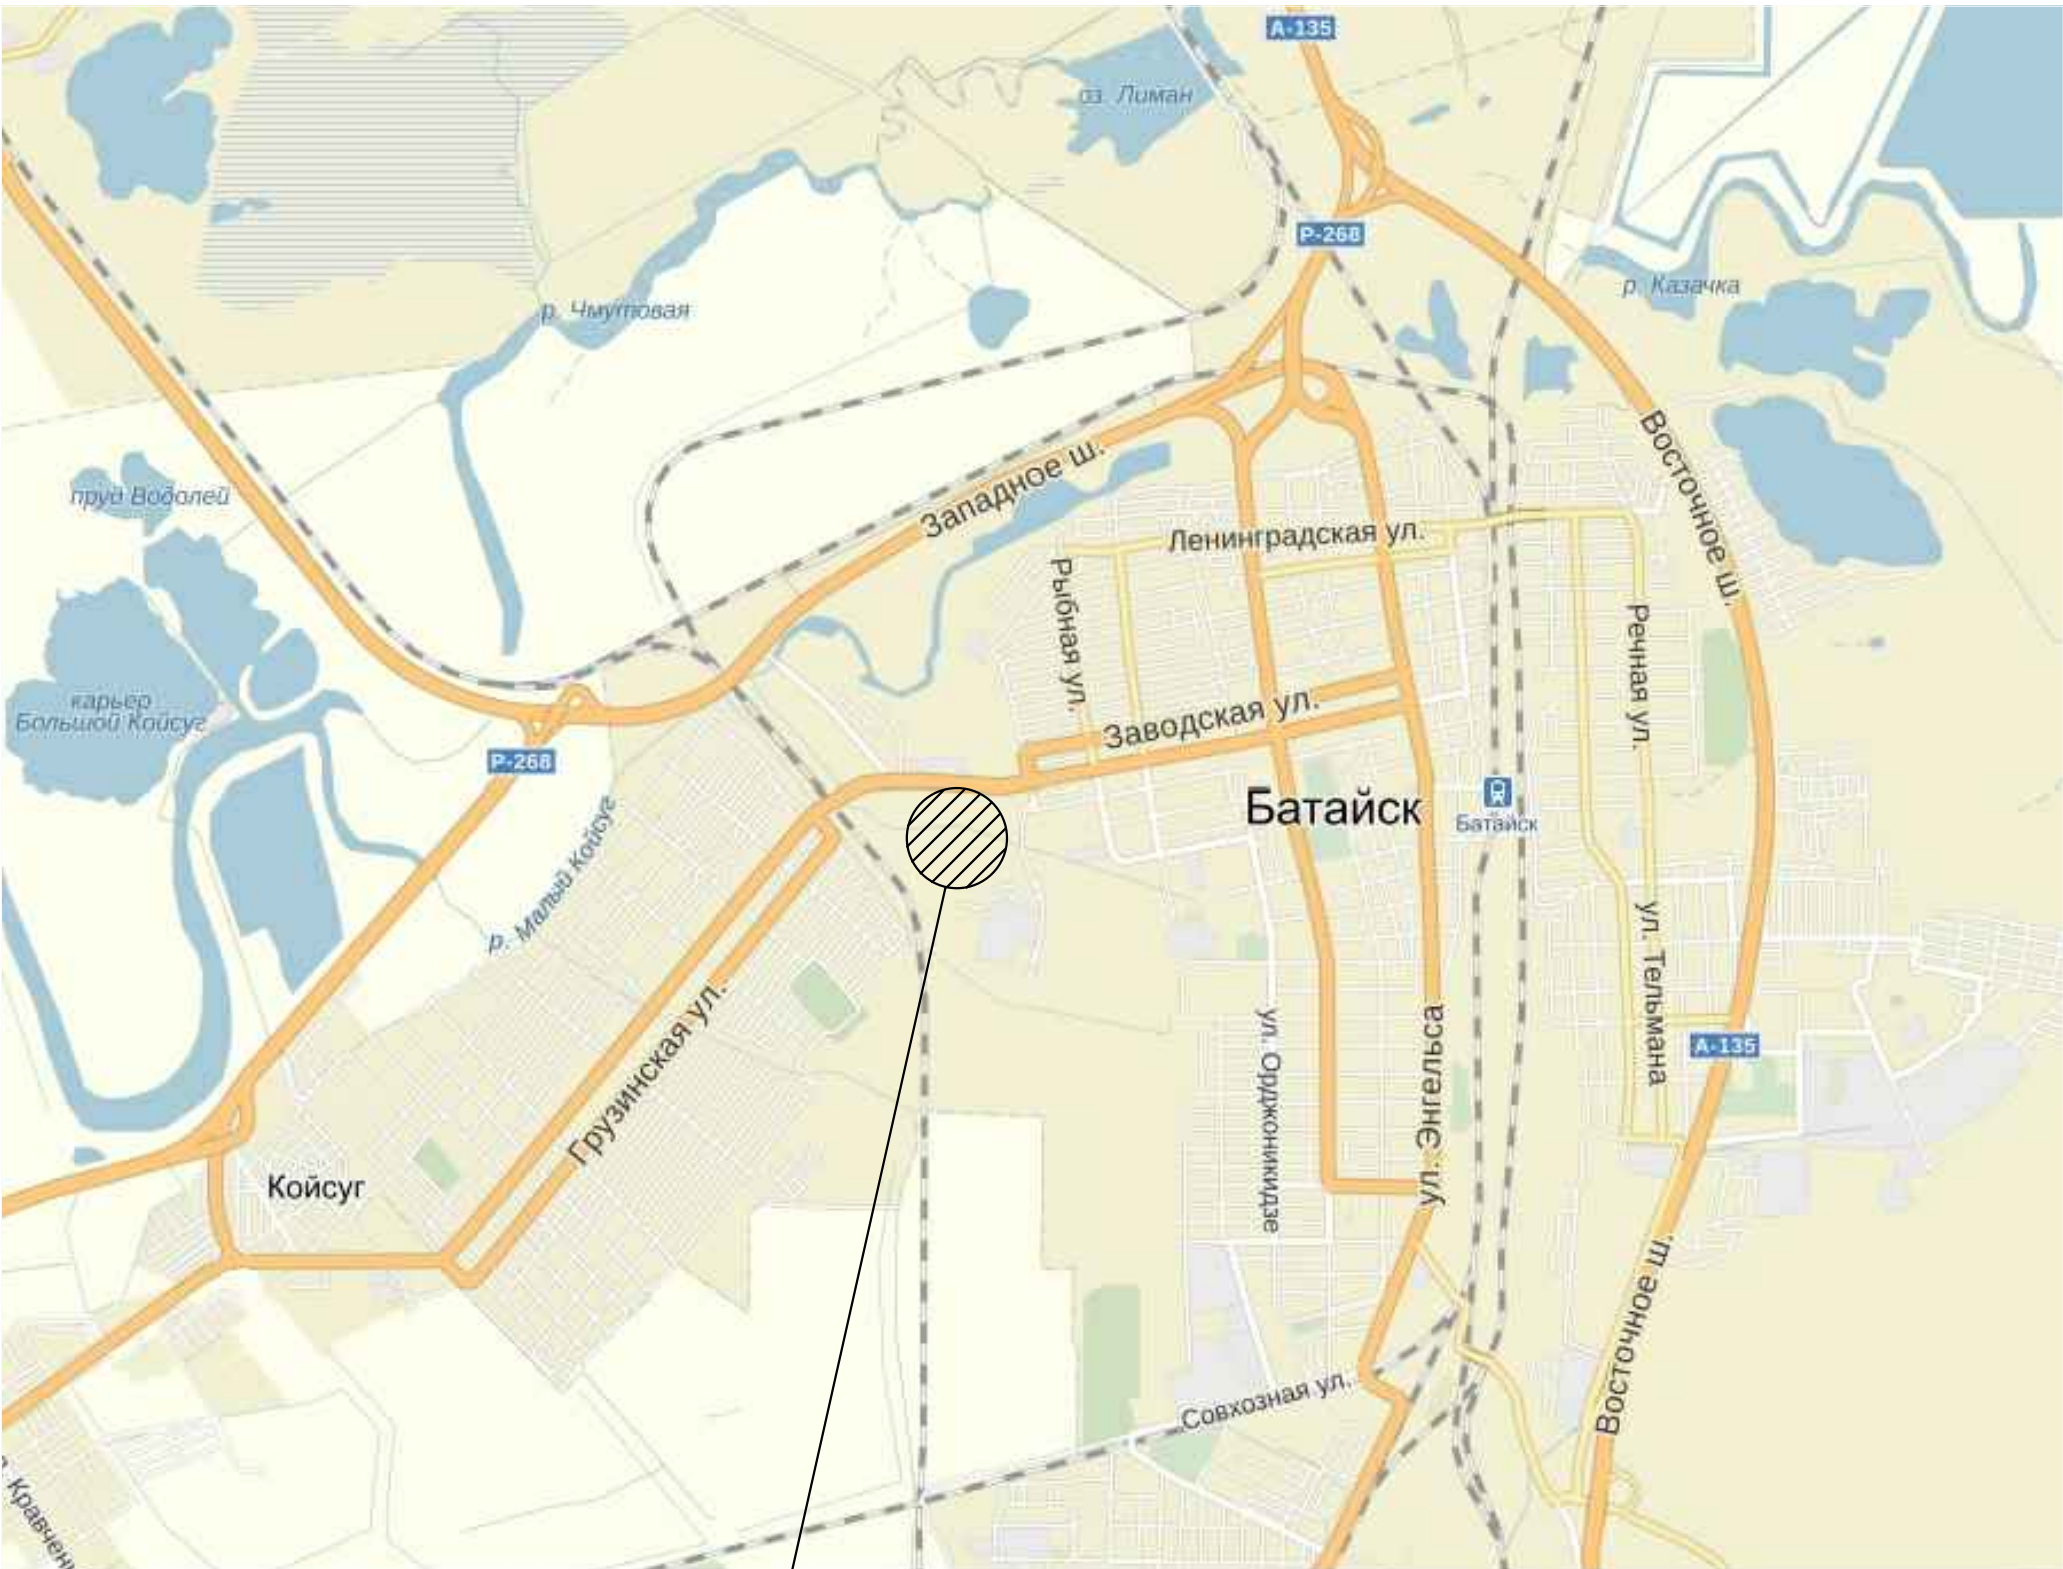 А-135
оз. Лиман
Р-268
р. Казачка
р. Чмутовая
Восточное ш.
Западное ш.
пруд Водолей
Ленинградская ул.
Рыбная ул.
Речная ул.
карьер
Большой Койсуг
Заводская ул.
Р-268
Батайск
Батайск
р. Малый Койсуг
ул. Тельмана
Грузинская ул.
ул. Орджоникидзе
ул. Энгельса
А-135
Койсуг
Восточное ш.
Совхозная ул.